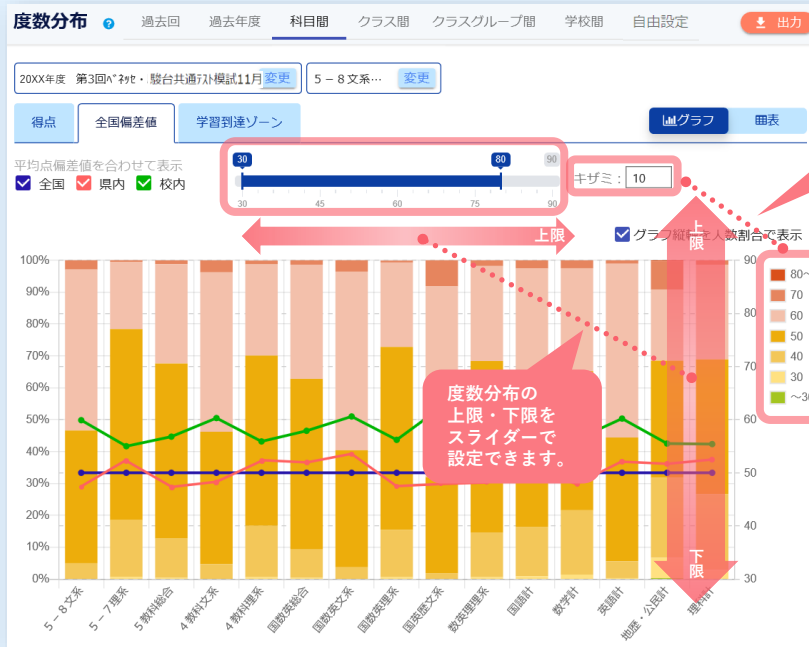 度数分布 ? 過去回 過去年度 科目間 クラス間 クラスグループ間 学校間 自由設定 出力
20XX年度 第3回ベネッセ・駿台共通テスト模試11月 変更 5－8文系… 変更
得点 全国偏差値 学習到達ゾーン グラフ 表
平均点偏差値を合わせて表示
全国 県内 校内
30 80 90
30 45 60 75 90
キザミ： 10
上限
グラフ縦軸を人数割合で表示
上限
100% 90% 80% 70% 60% 50% 40% 30% 20% 10% 0%
90 80 70 60 50 40 30
80～
70
60
50
40
30
～30
度数分布の
上限・下限を
スライダーで
設定できます。
下限
5－8文系
5－7理系
5教科総合
4教科文系
4教科理系
国数英総合
国数英文系
国数英理系
国英歴文系
数英理理系
国語計
数学計
英語計
地歴・公民計
理科計